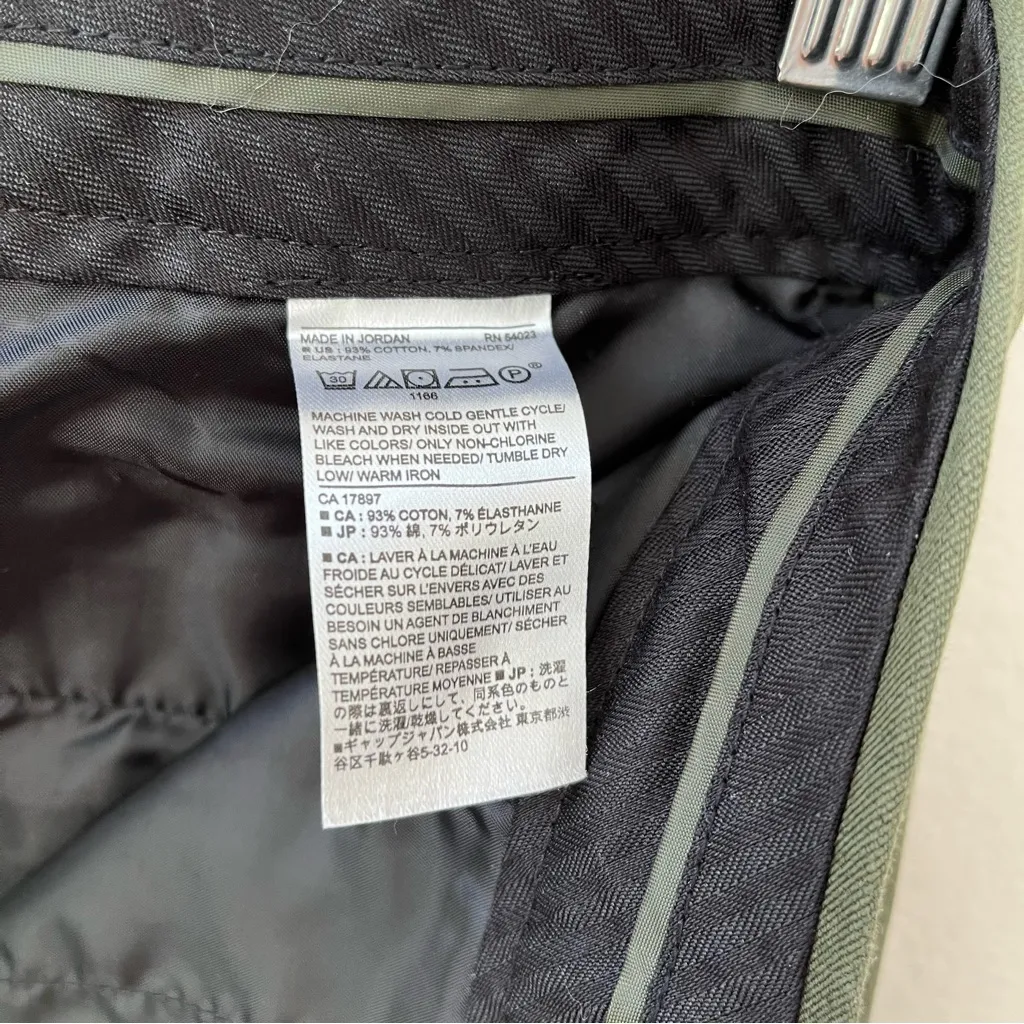 MADE IN JORDAN RN 54023
■ US : 93% COTTON, 7% SPANDEX/
ELASTANE
30 P ®
1166
MACHINE WASH COLD GENTLE CYCLE/
WASH AND DRY INSIDE OUT WITH
LIKE COLORS/ ONLY NON-CHLORINE
BLEACH WHEN NEEDED/ TUMBLE DRY
LOW/ WARM IRON
CA 17897
■ CA : 93% COTON, 7% ÉLASTHANNE
■ JP : 93% 綿, 7% ポリウレタン
■ CA : LAVER À LA MACHINE À L'EAU
FROIDE AU CYCLE DÉLICAT/ LAVER ET
SÉCHER SUR L'ENVERS AVEC DES
COULEURS SEMBLABLES/ UTILISER AU
BESOIN UN AGENT DE BLANCHIMENT
SANS CHLORE UNIQUEMENT/ SÉCHER
À LA MACHINE À BASSE
TEMPÉRATURE/ REPASSER À
TEMPÉRATURE MOYENNE ■ JP : 洗濯
の際は裏返しにして、同系色のものと
一緒に洗濯/乾燥してください。
■ギャップジャパン株式会社 東京都渋
谷区千駄ヶ谷5-32-10